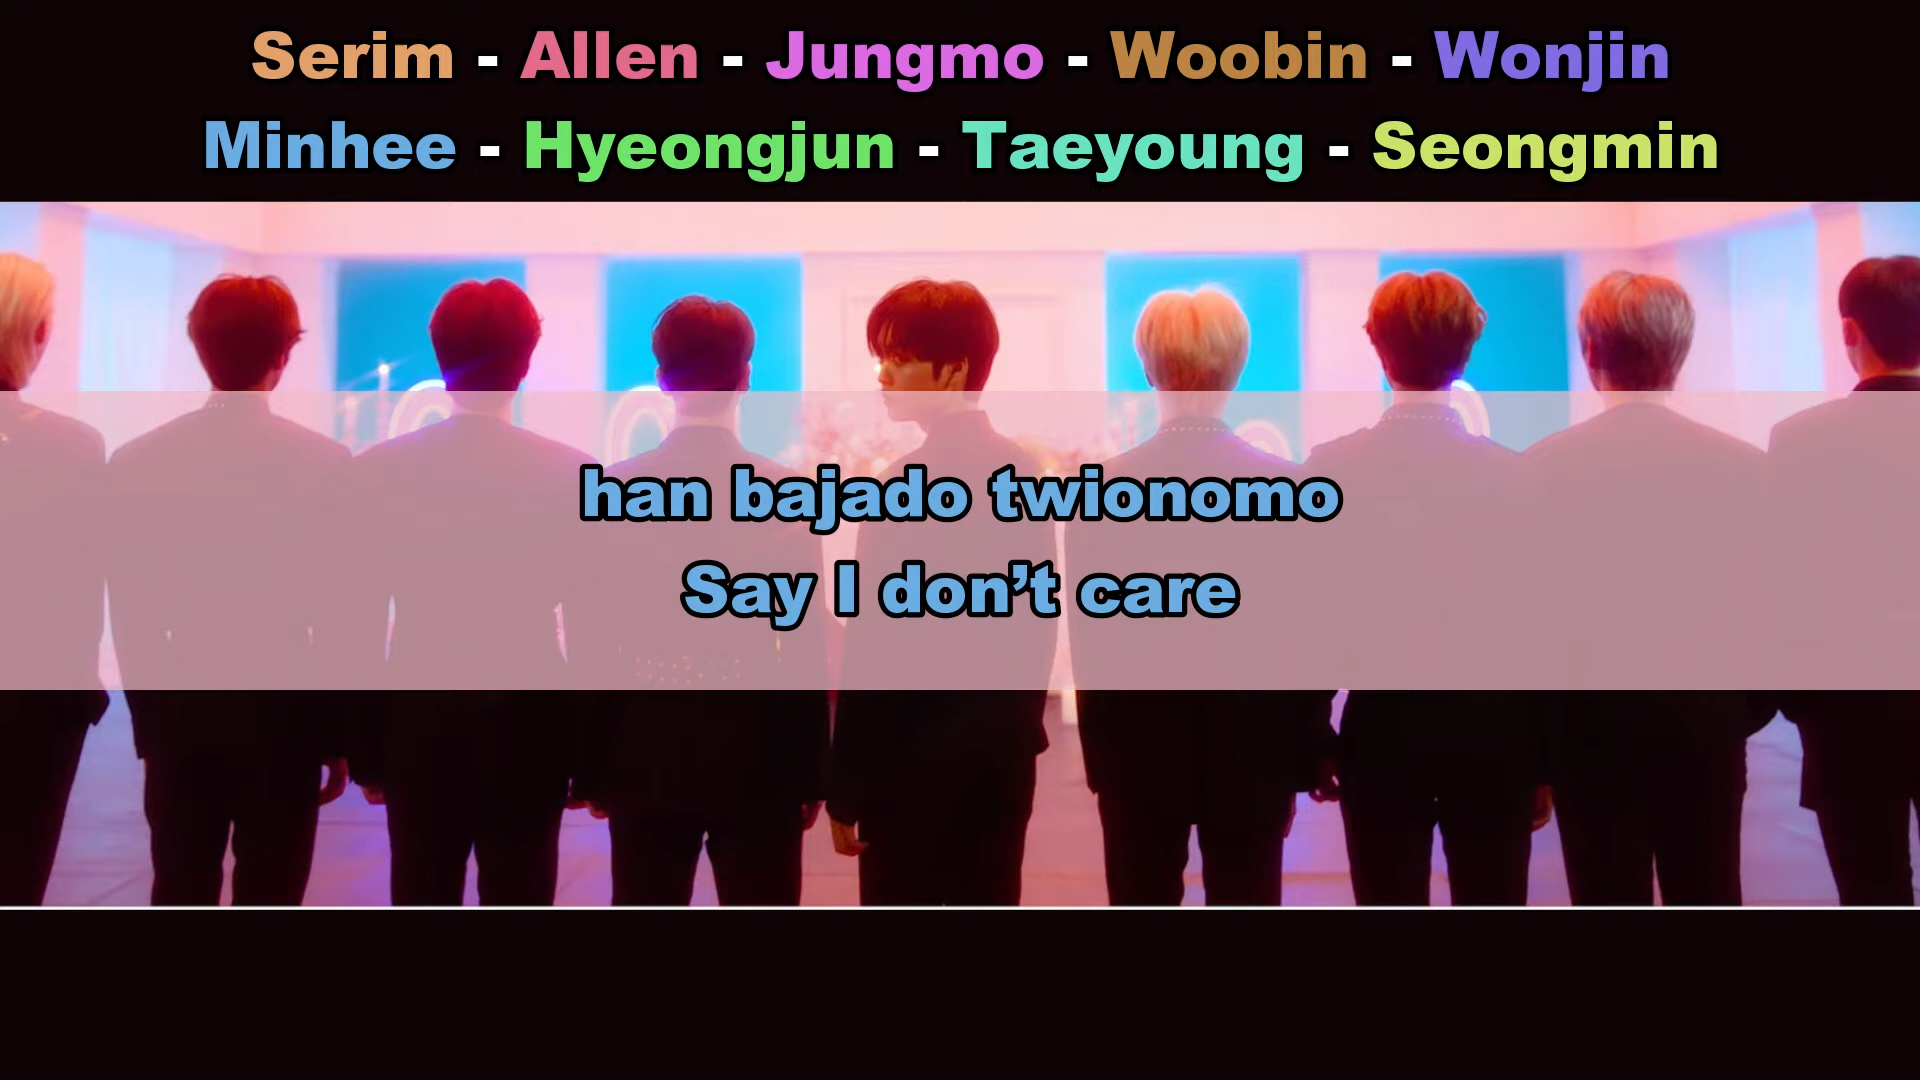 Serim - Allen - Jungmo - Woobin - Wonjin
Minhee - Hyeongjun - Taeyoung - Seongmin
han bajado twionomo
Say I don’t care